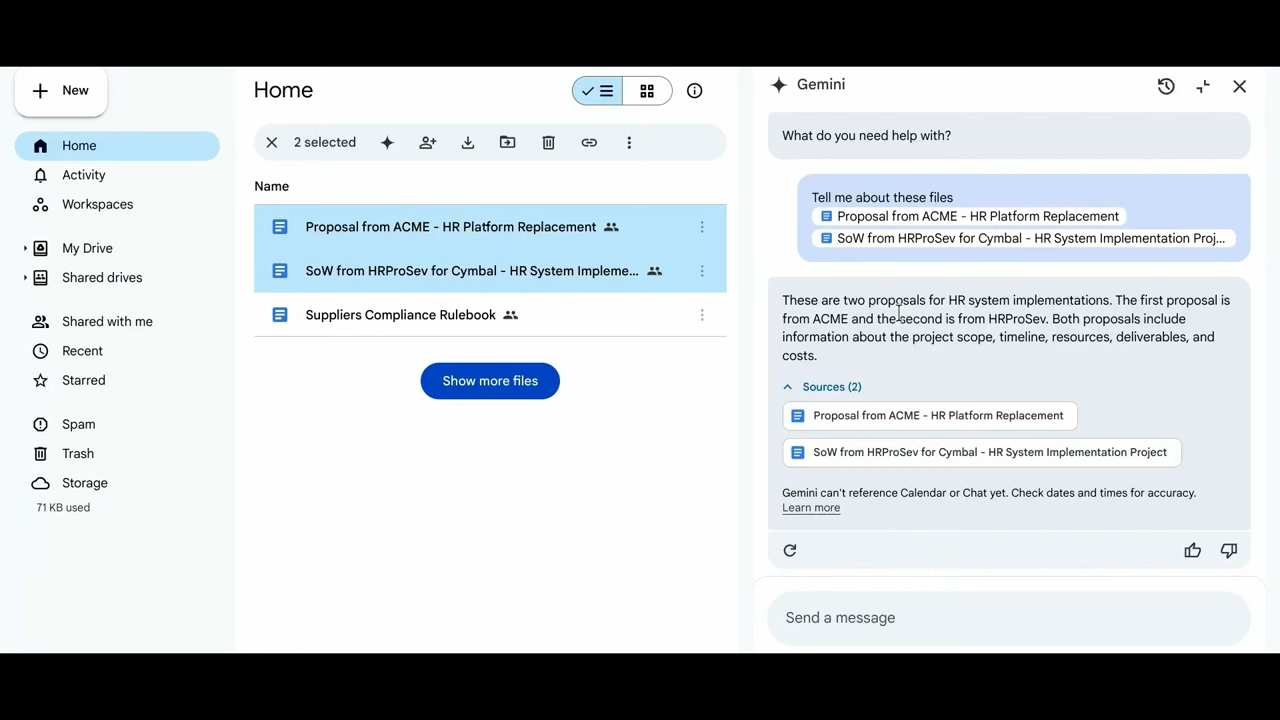 New
Home
Activity
Workspaces
My Drive
Shared drives
Shared with me
Recent
Starred
Spam
Trash
Storage
71 KB used
Home
2 selected
Name
Proposal from ACME - HR Platform Replacement
SoW from HRProSev for Cymbal - HR System Impleme...
Suppliers Compliance Rulebook
Show more files
Gemini
What do you need help with?
Tell me about these files
Proposal from ACME - HR Platform Replacement
SoW from HRProSev for Cymbal - HR System Implementation Proj...
These are two proposals for HR system implementations. The first proposal is
from ACME and the second is from HRProSev. Both proposals include
information about the project scope, timeline, resources, deliverables, and
costs.
Sources (2)
Proposal from ACME - HR Platform Replacement
SoW from HRProSev for Cymbal - HR System Implementation Project
Gemini can't reference Calendar or Chat yet. Check dates and times for accuracy.
Learn more
Send a message